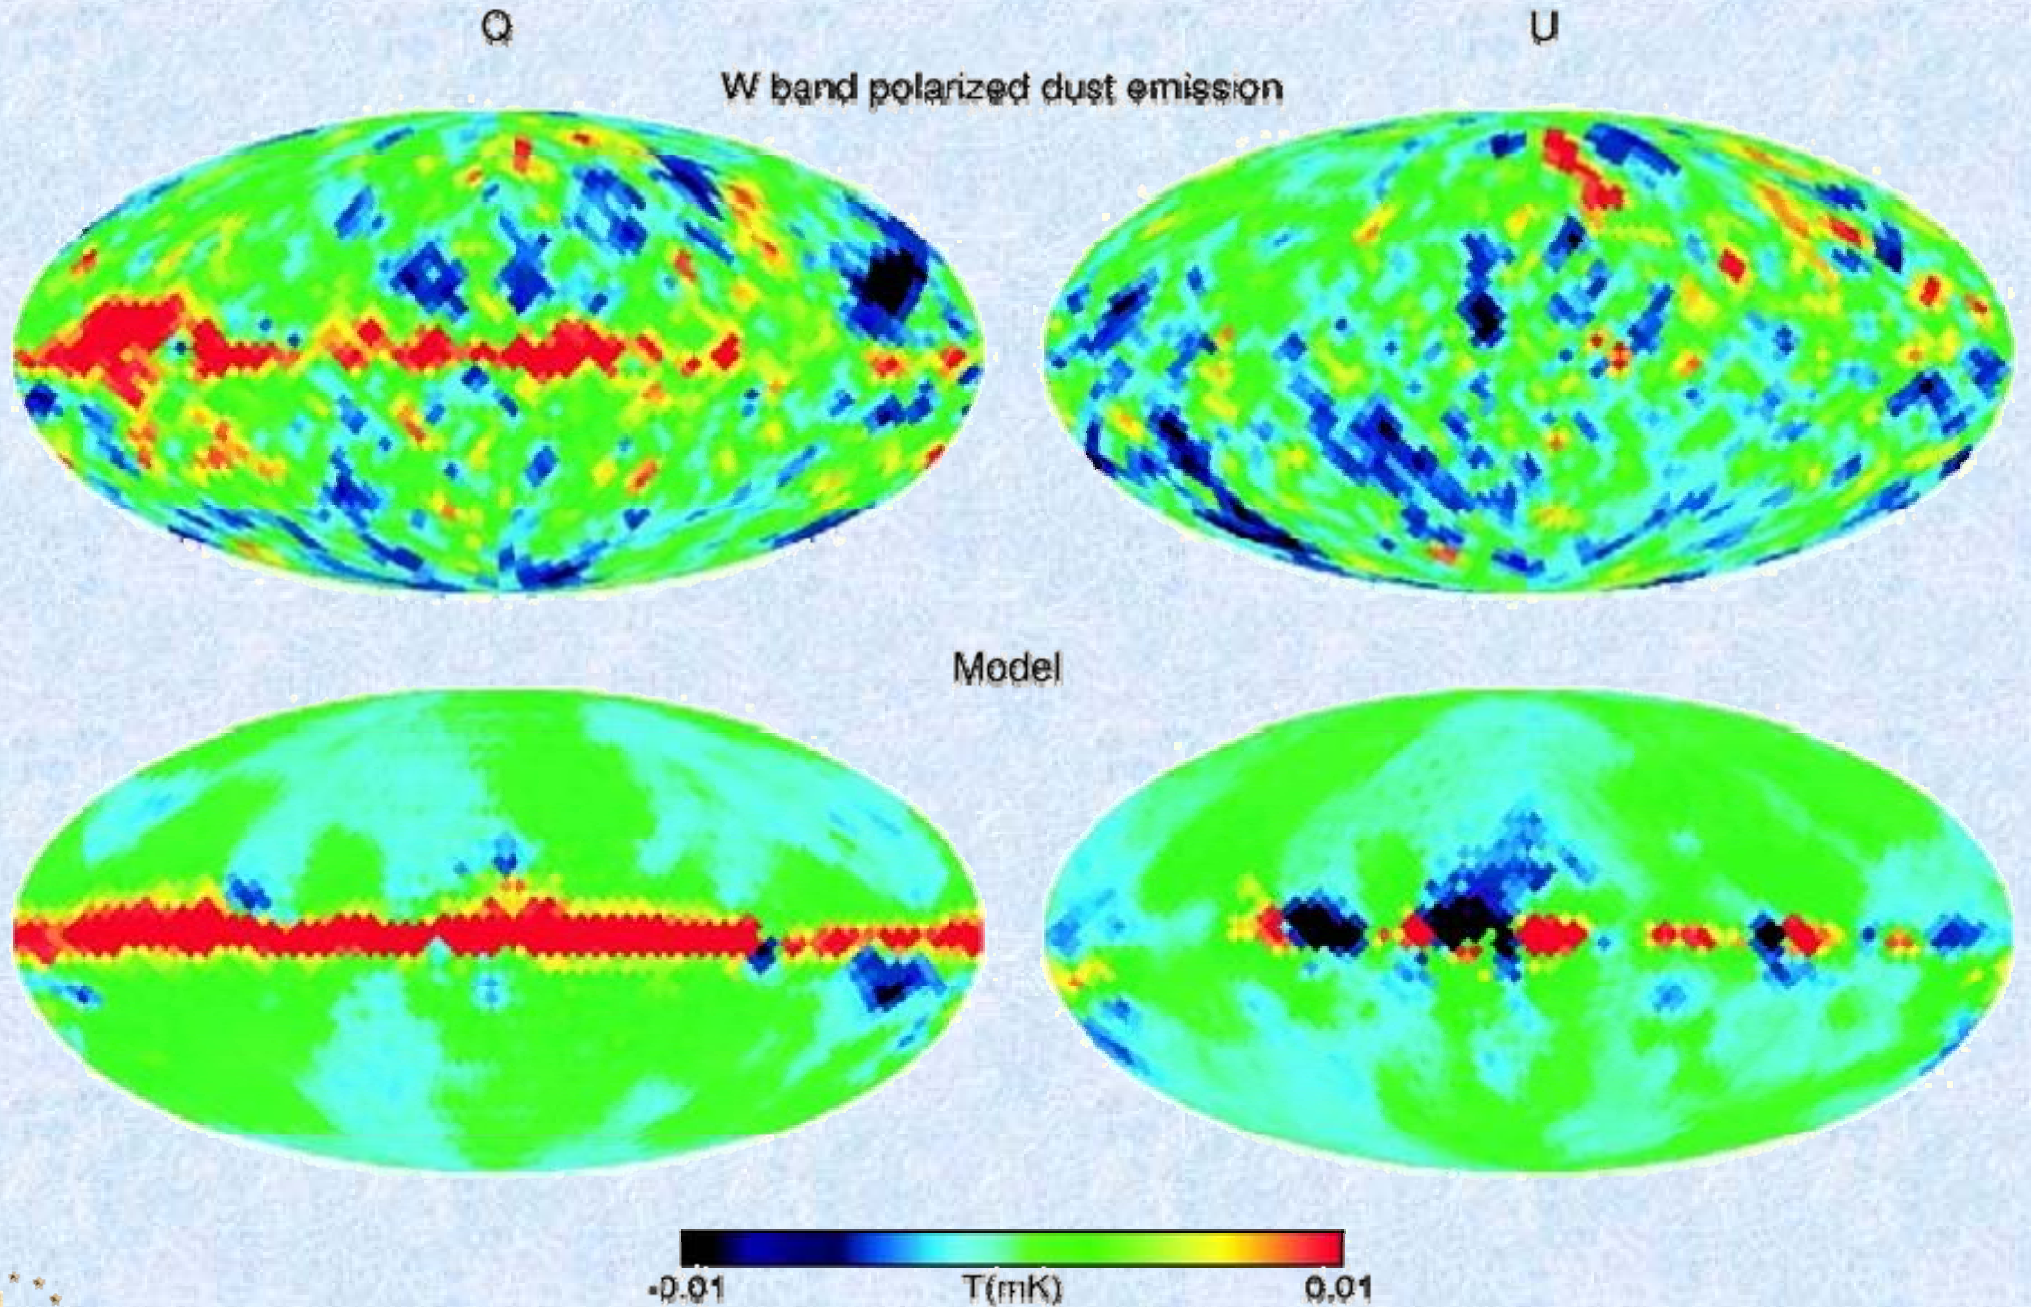 Q
U
W band polarized dust emission
Model
-0.01
T(mK)
0.01